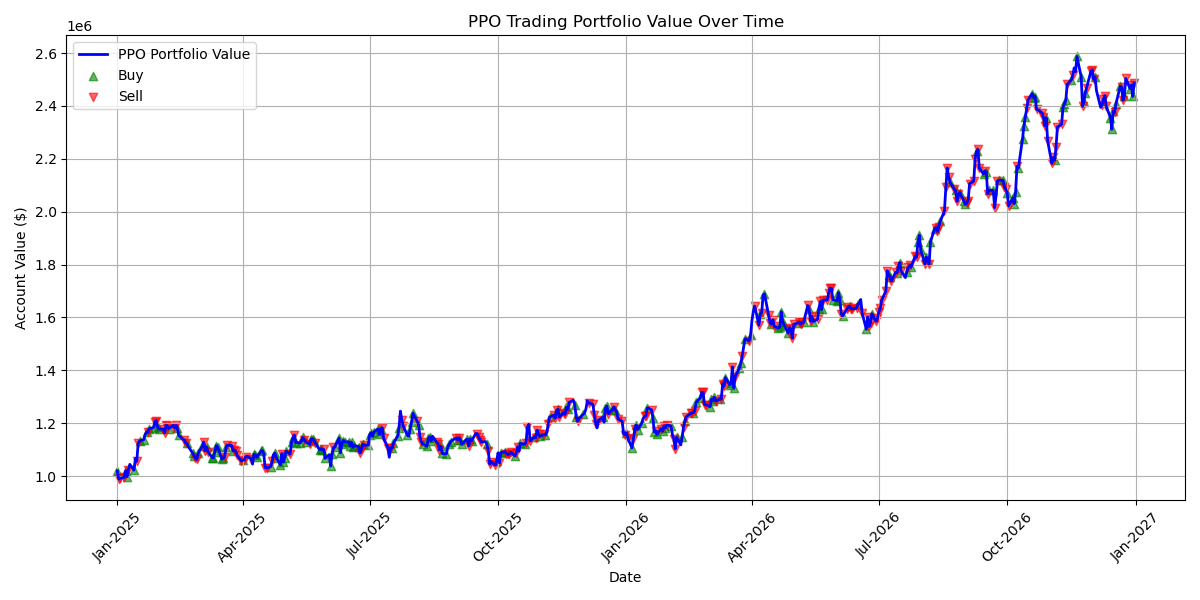 PPO Trading Portfolio Value Over Time
1e6
PPO Portfolio Value
Buy
Sell
2.6
2.4
2.2
2.0
1.8
1.6
1.4
1.2
1.0
Account Value ($)
Jan-2025
Apr-2025
Jul-2025
Oct-2025
Jan-2026
Apr-2026
Jul-2026
Oct-2026
Jan-2027
Date